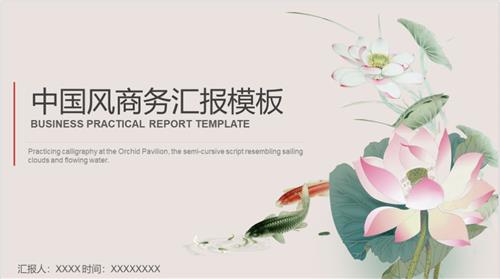 中国风商务汇报模板
BUSINESS PRACTICAL REPORT TEMPLATE
Practicing calligraphy at the Orchid Pavilion, the semi-cursive script resembling sailing
clouds and flowing water.
汇报人：XXXX 时间：XXXXXXXX